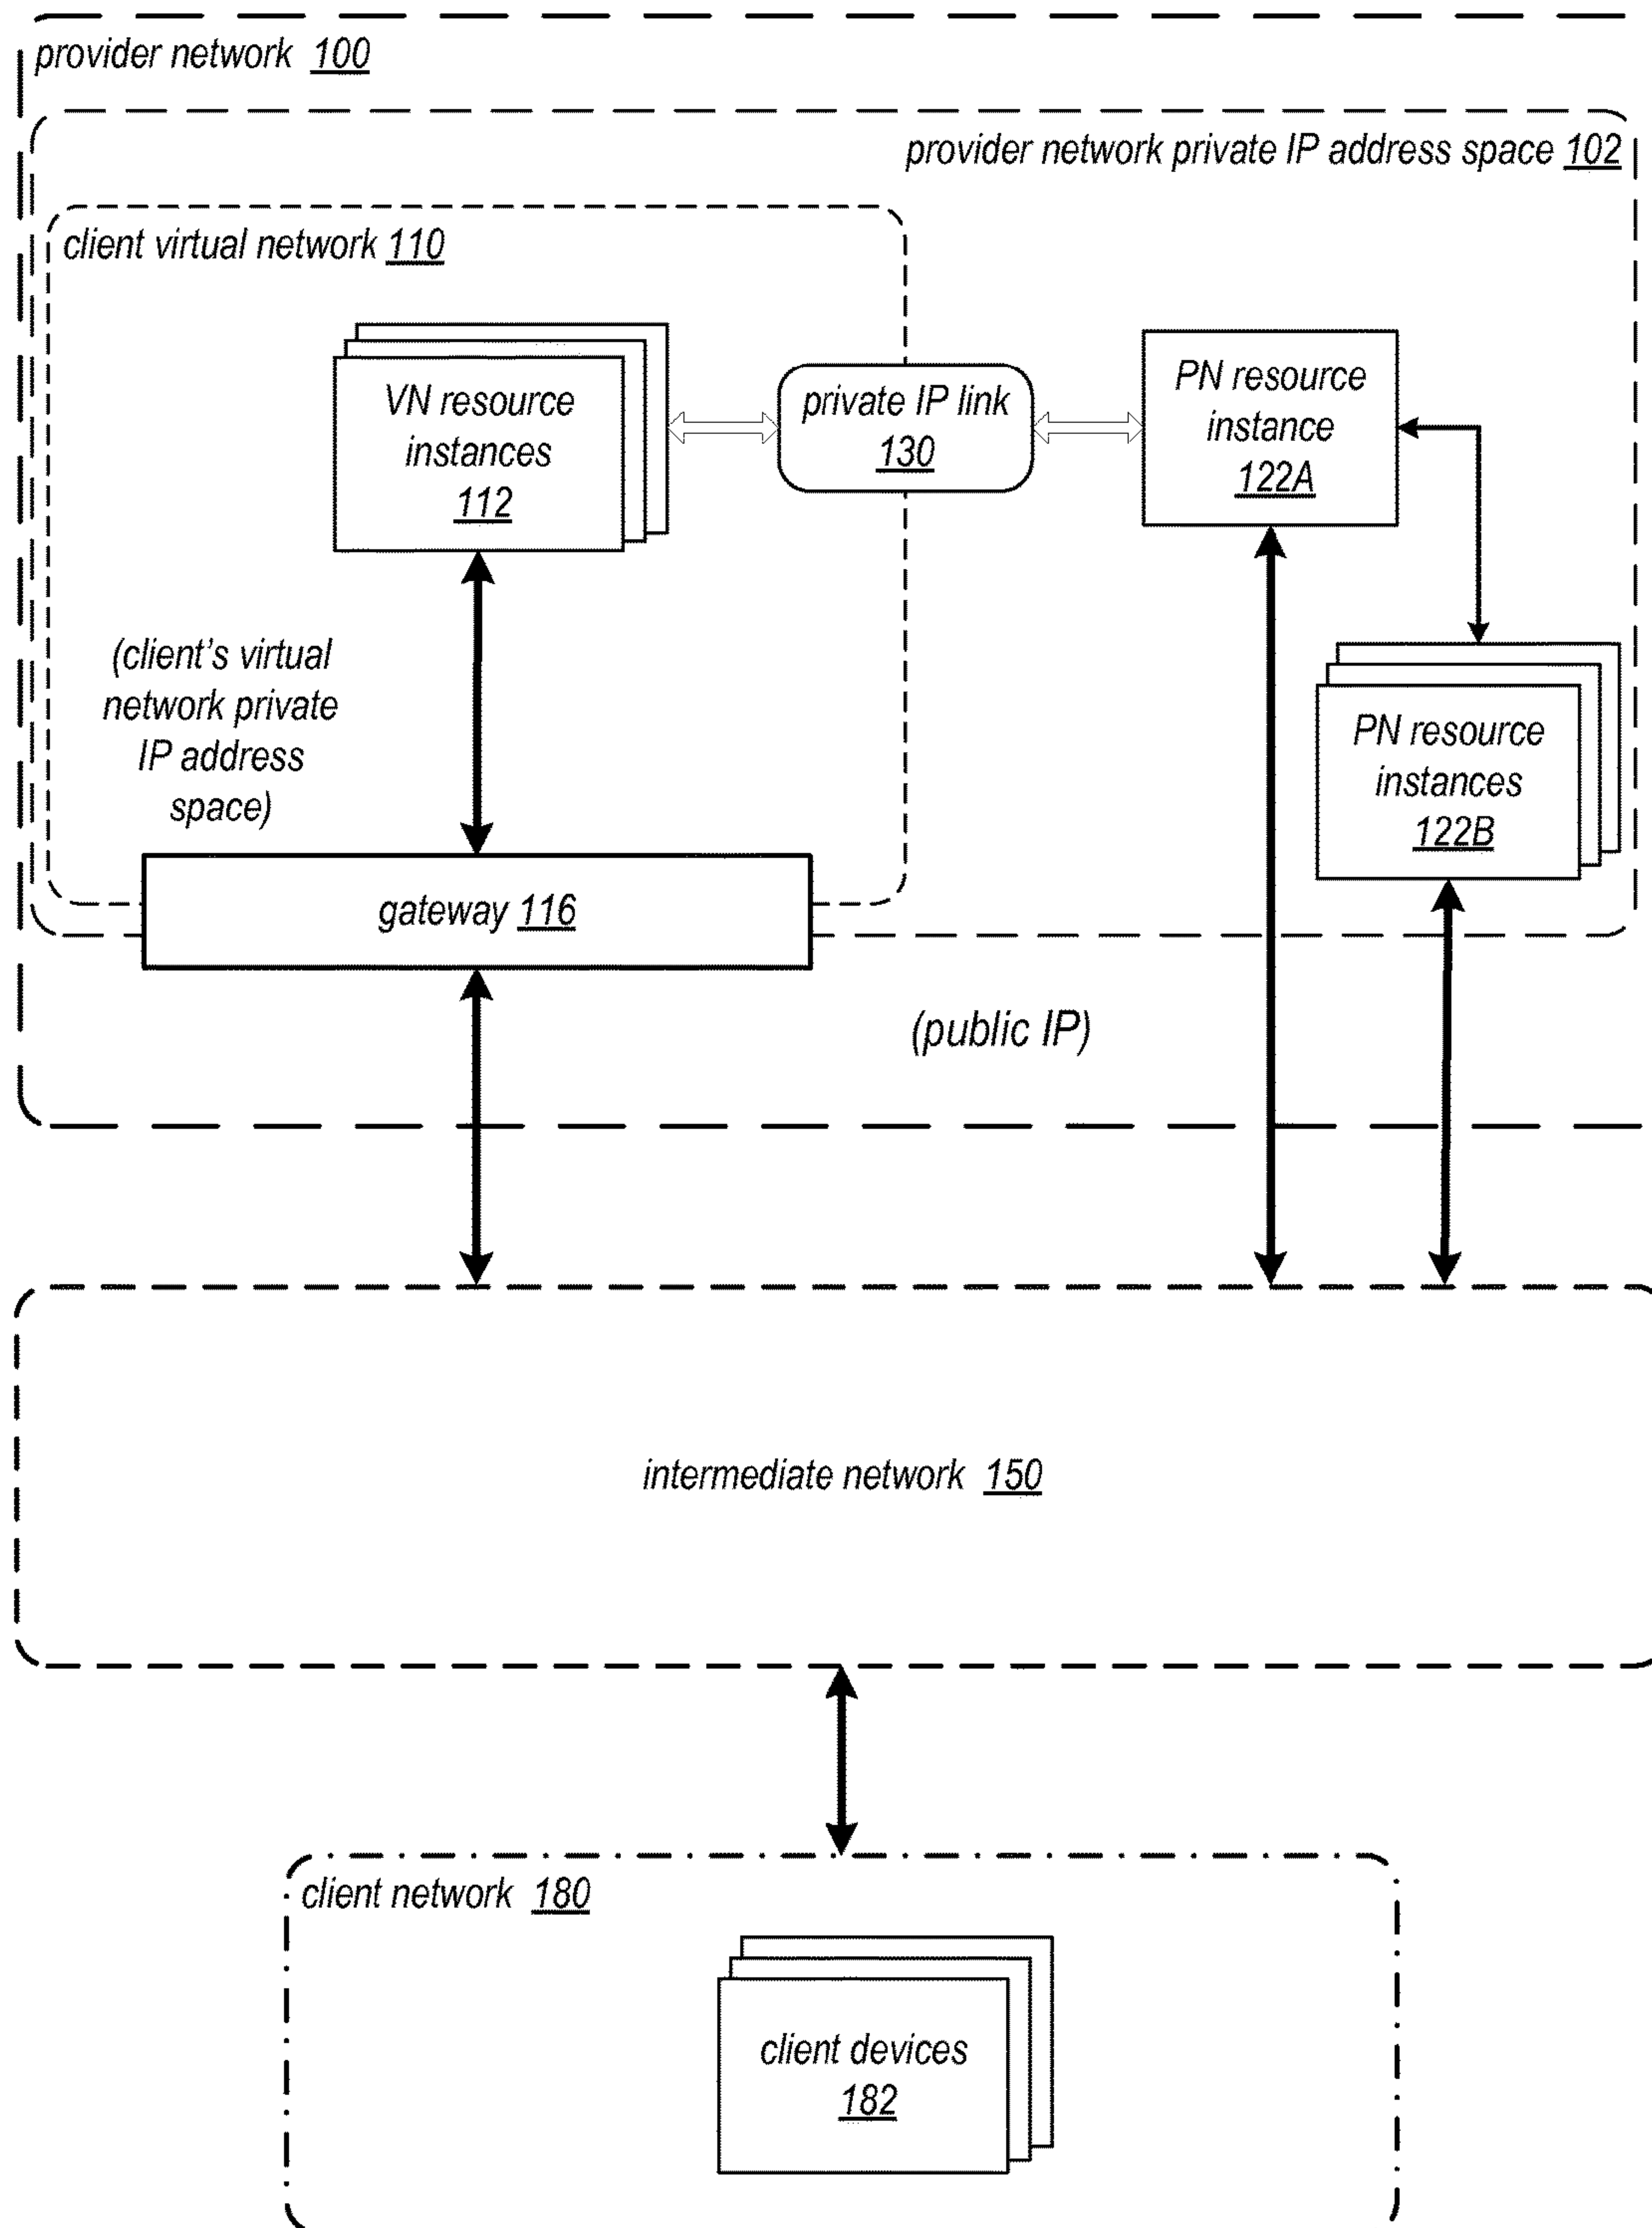 provider network 100
provider network private IP address space 102
client virtual network 110
VN resource
instances
112
private IP link
130
PN resource
instance
122A
(client's virtual
network private
IP address
space)
PN resource
instances
122B
gateway 116
(public IP)
intermediate network 150
client network 180
client devices
182